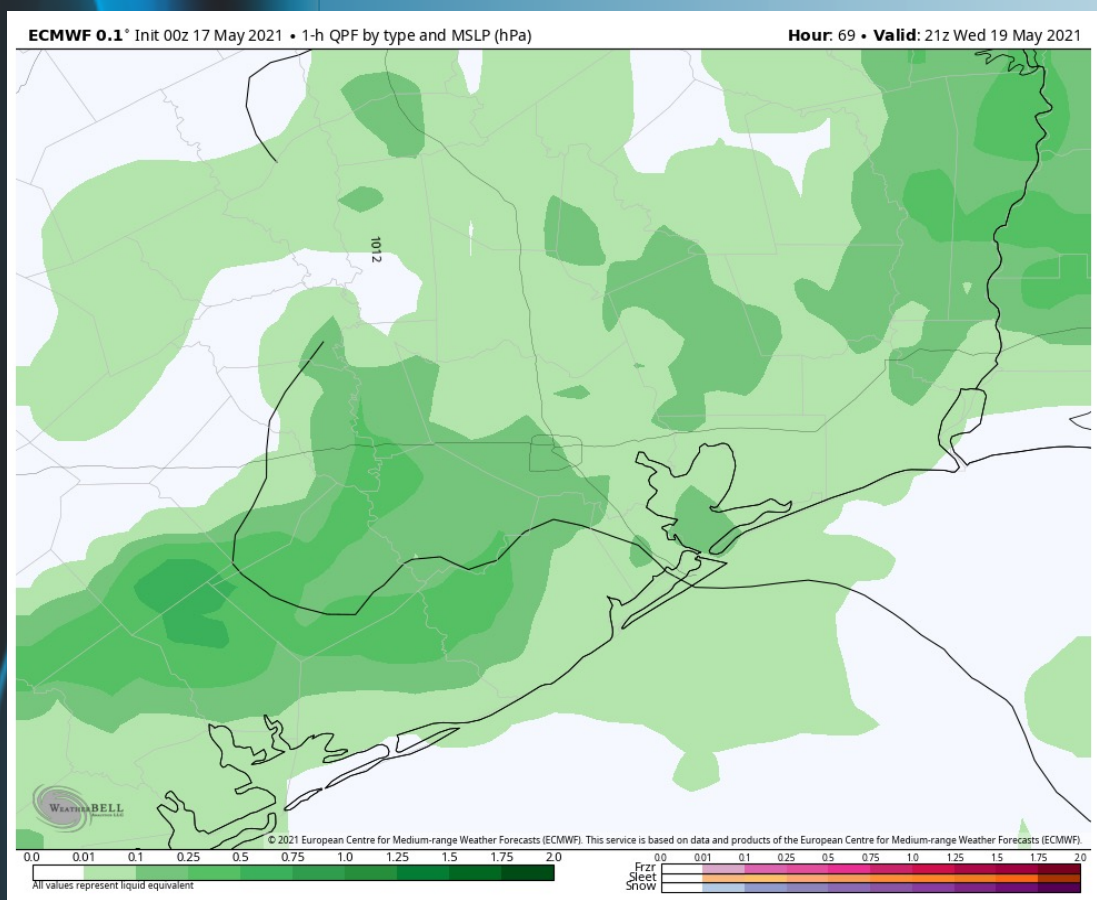 ECMWF 0.1° Init 00z 17 May 2021 • 1-h QPF by type and MSLP (hPa) Hour: 69 • Valid: 21z Wed 19 May 2021
1012
WEATHERBELL
© 2021 European Centre for Medium-range Weather Forecasts (ECMWF). This service is based on data and products of the European Centre for Medium-range Weather Forecasts (ECMWF).
0.0 0.01 0.1 0.25 0.5 0.75 1.0 1.25 1.5 1.75 2.0
All values represent liquid equivalent
0.0 0.01 0.1 0.25 0.5 0.75 1.0 1.25 1.5 1.75 2.0
Frzr
Sleet
Snow